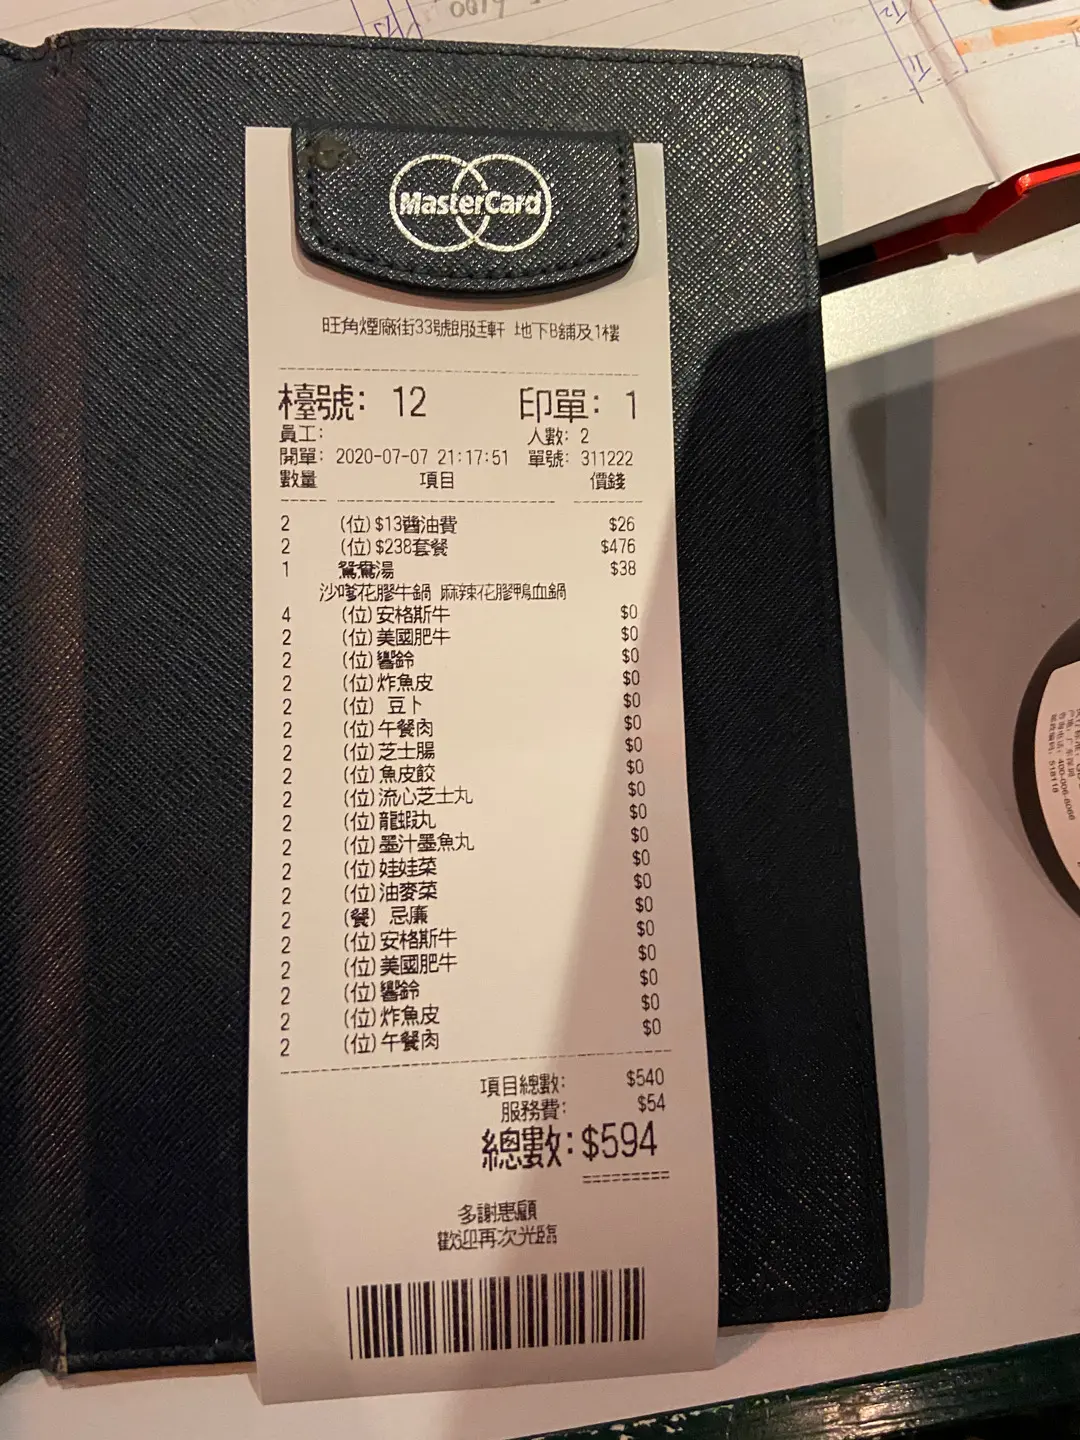 MasterCard
旺角煙廠街33號 地下B舖及1樓
檯號: 12 印單: 1
員工: 人數: 2
開單: 2020-07-07 21:17:51 單號: 311222
數量 項目 價錢
2 (位)$13醬油費 $26
2 (位)$238套餐 $476
1 鴛鴦湯 $38
沙嗲花膠牛鍋 麻辣花膠鴨血鍋
4 (位)安格斯牛 $0
2 (位)美國肥牛 $0
2 (位)響鈴 $0
2 (位)炸魚皮 $0
2 (位) 豆卜 $0
2 (位)午餐肉 $0
2 (位)芝士腸 $0
2 (位)魚皮餃 $0
2 (位)流心芝士丸 $0
2 (位)龍蝦丸 $0
2 (位)墨汁墨魚丸 $0
2 (位)娃娃菜 $0
2 (位)油麥菜 $0
2 (餐) 忌廉 $0
2 (位)安格斯牛 $0
2 (位)美國肥牛 $0
2 (位)響鈴 $0
2 (位)炸魚皮 $0
2 (位)午餐肉 $0
項目總數: $540
服務費: $54
總數: $594
=========
多謝惠顧
歡迎再次光臨